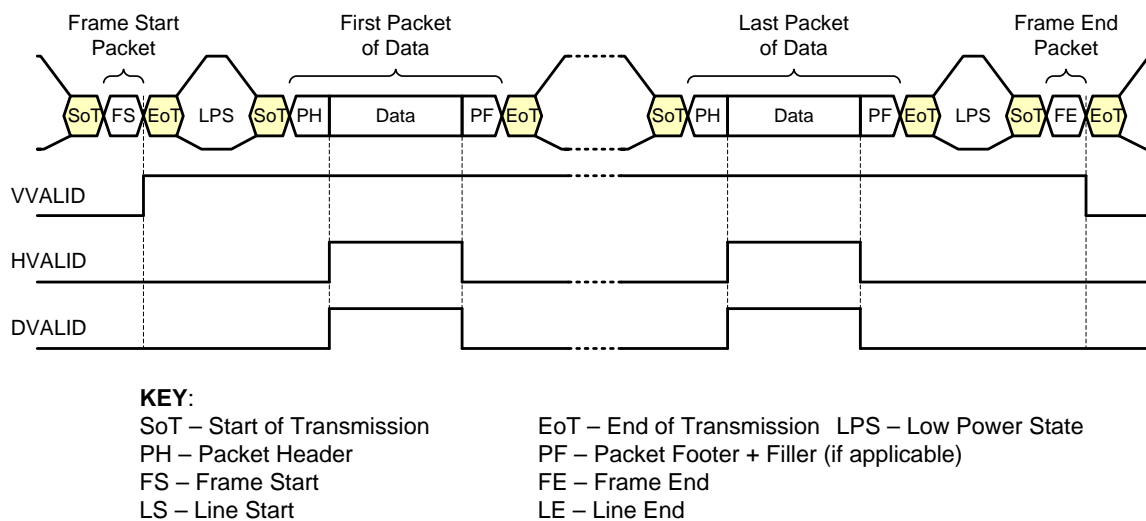 Frame Start
Packet
First Packet
of Data
Last Packet
of Data
Frame End
Packet
SoT FS EoT LPS SoT PH Data PF EoT SoT PH Data PF EoT LPS SoT FE EoT
VVALID
HVALID
DVALID
KEY:
SoT – Start of Transmission EoT – End of Transmission LPS – Low Power State
PH – Packet Header PF – Packet Footer + Filler (if applicable)
FS – Frame Start FE – Frame End
LS – Line Start LE – Line End